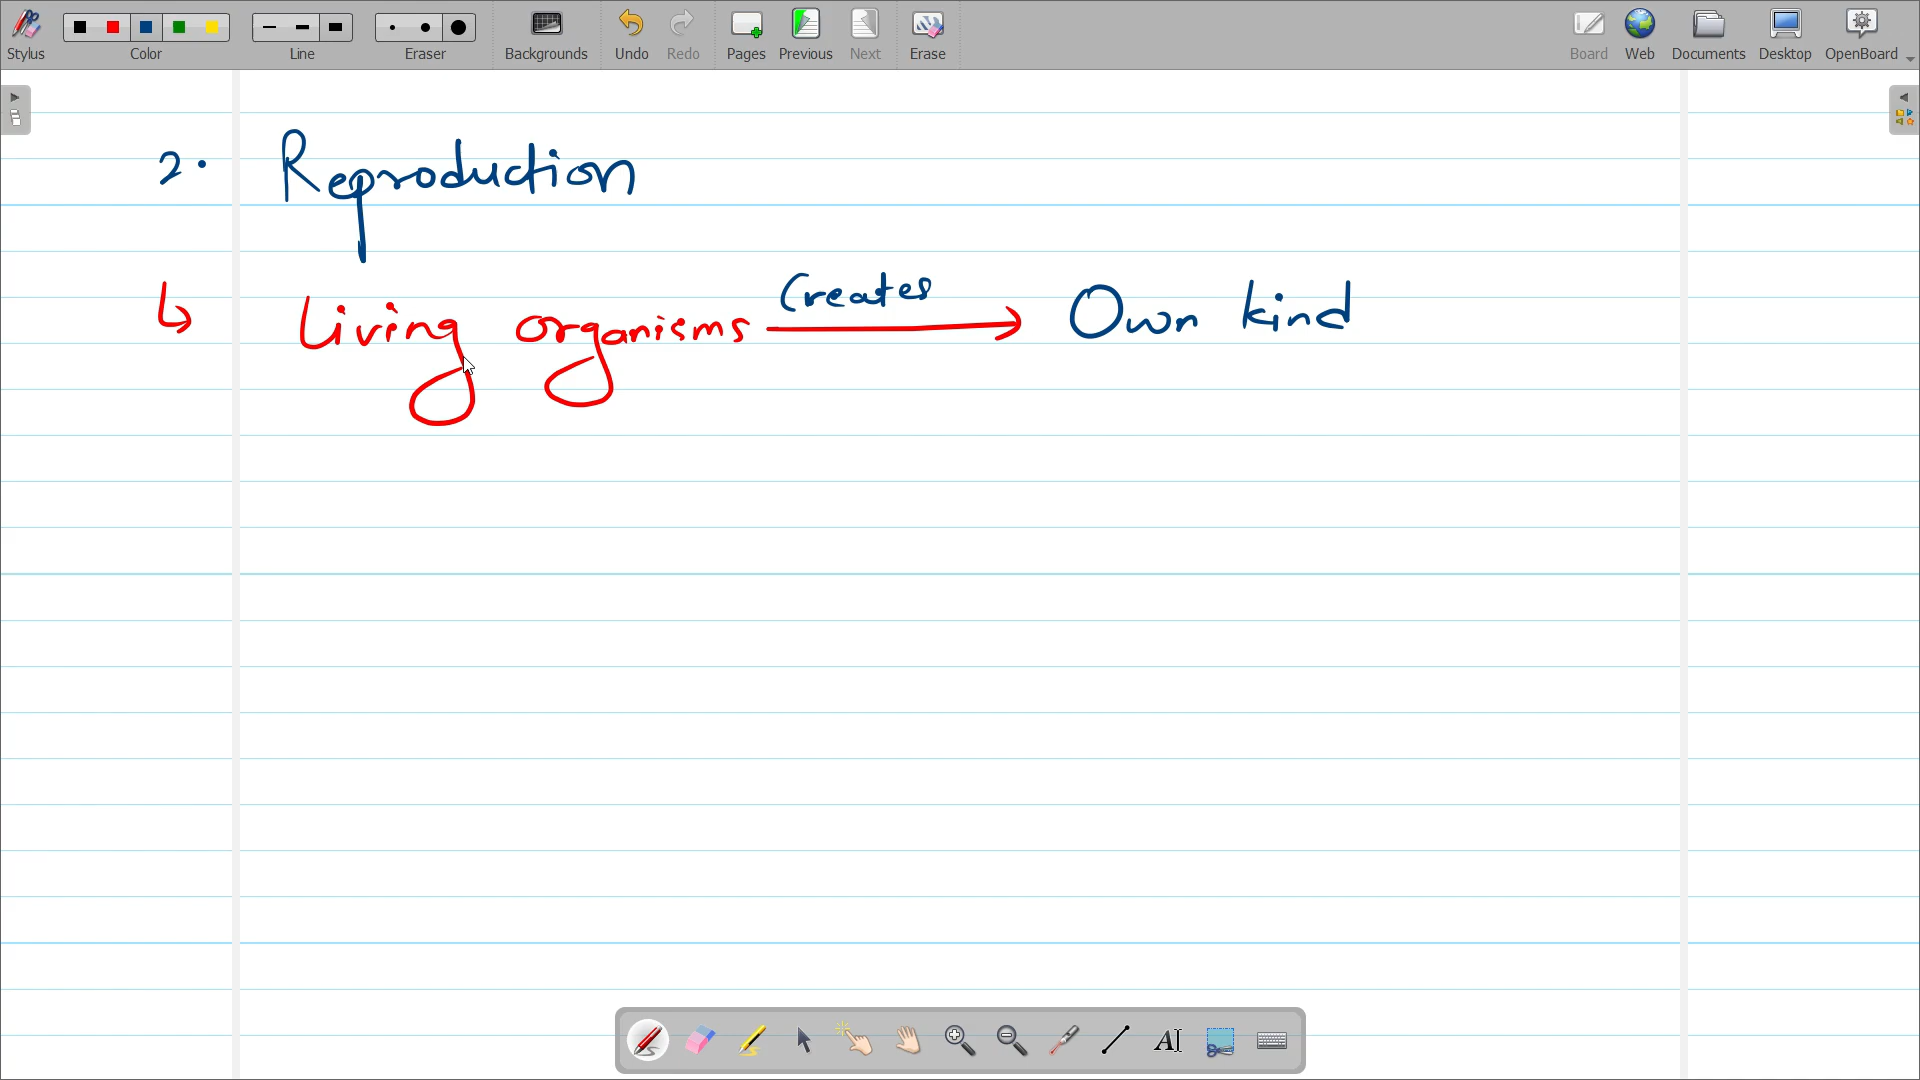 Stylus Color Line Eraser Backgrounds Undo Redo Pages Previous Next Erase Board Web Documents Desktop OpenBoard
2. Reproduction
↳ Living organisms Creates → Own kind